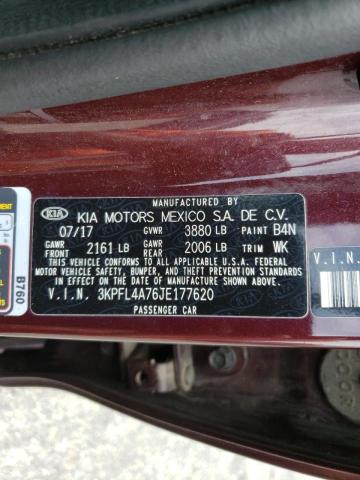 MANUFACTURED BY
KIA KIA MOTORS MEXICO S.A. DE C.V.
07/17 GVWR 3880 LB PAINT B4N
GAWR FRONT 2161 LB GAWR REAR 2006 LB TRIM WK
THIS VEHICLE CONFORMS TO ALL APPLICABLE U.S.A. FEDERAL MOTOR
VEHICLE SAFETY, BUMPER, AND THEFT PREVENTION STANDARDS
IN EFFECT ON THE DATE OF MANUFACTURE SHOWN ABOVE.
V.I.N. 3KPFL4A76JE177620
PASSENGER CAR
B760
V.I.N.
DOOR